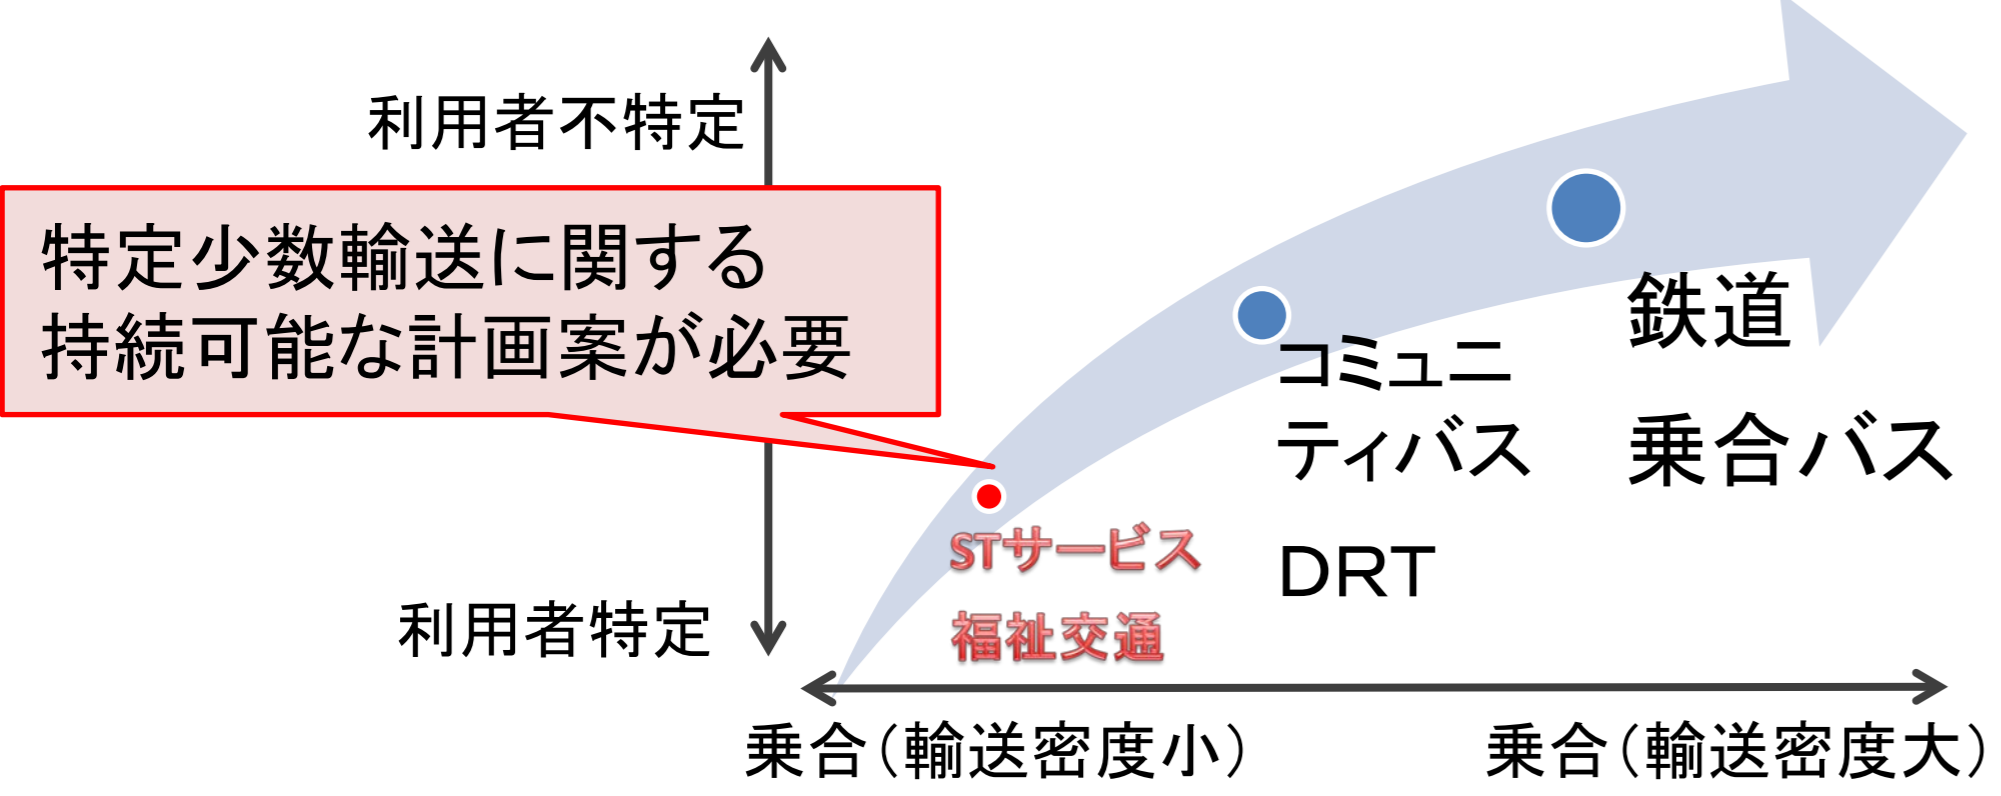 利用者不特定
特定少数輸送に関する
持続可能な計画案が必要
鉄道
コミュニ
ティバス
乗合バス
STサービス
DRT
福祉交通
利用者特定
乗合(輸送密度小)
乗合(輸送密度大)